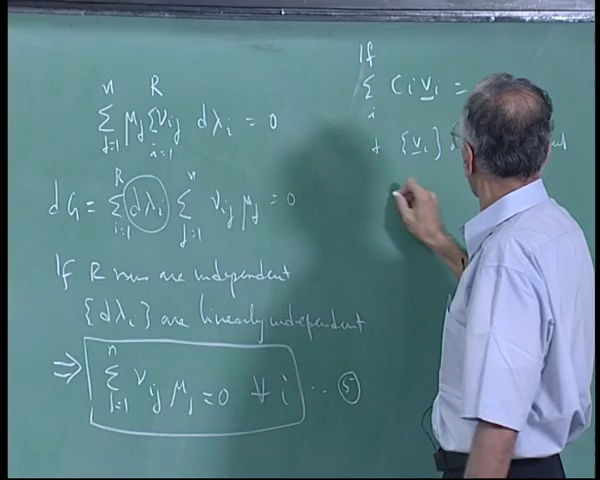 n R
Σ μj Σ νij dλi = 0
j=1 i=1
R n
dG = Σ dλi Σ νij μj = 0
i=1 j=1
If R rxns are independent
{dλi} are linearly independent
n
⇒ Σ νij μj = 0 ∀ i ... (5)
j=1
If
Σ Ci vi =
i
& {vi}